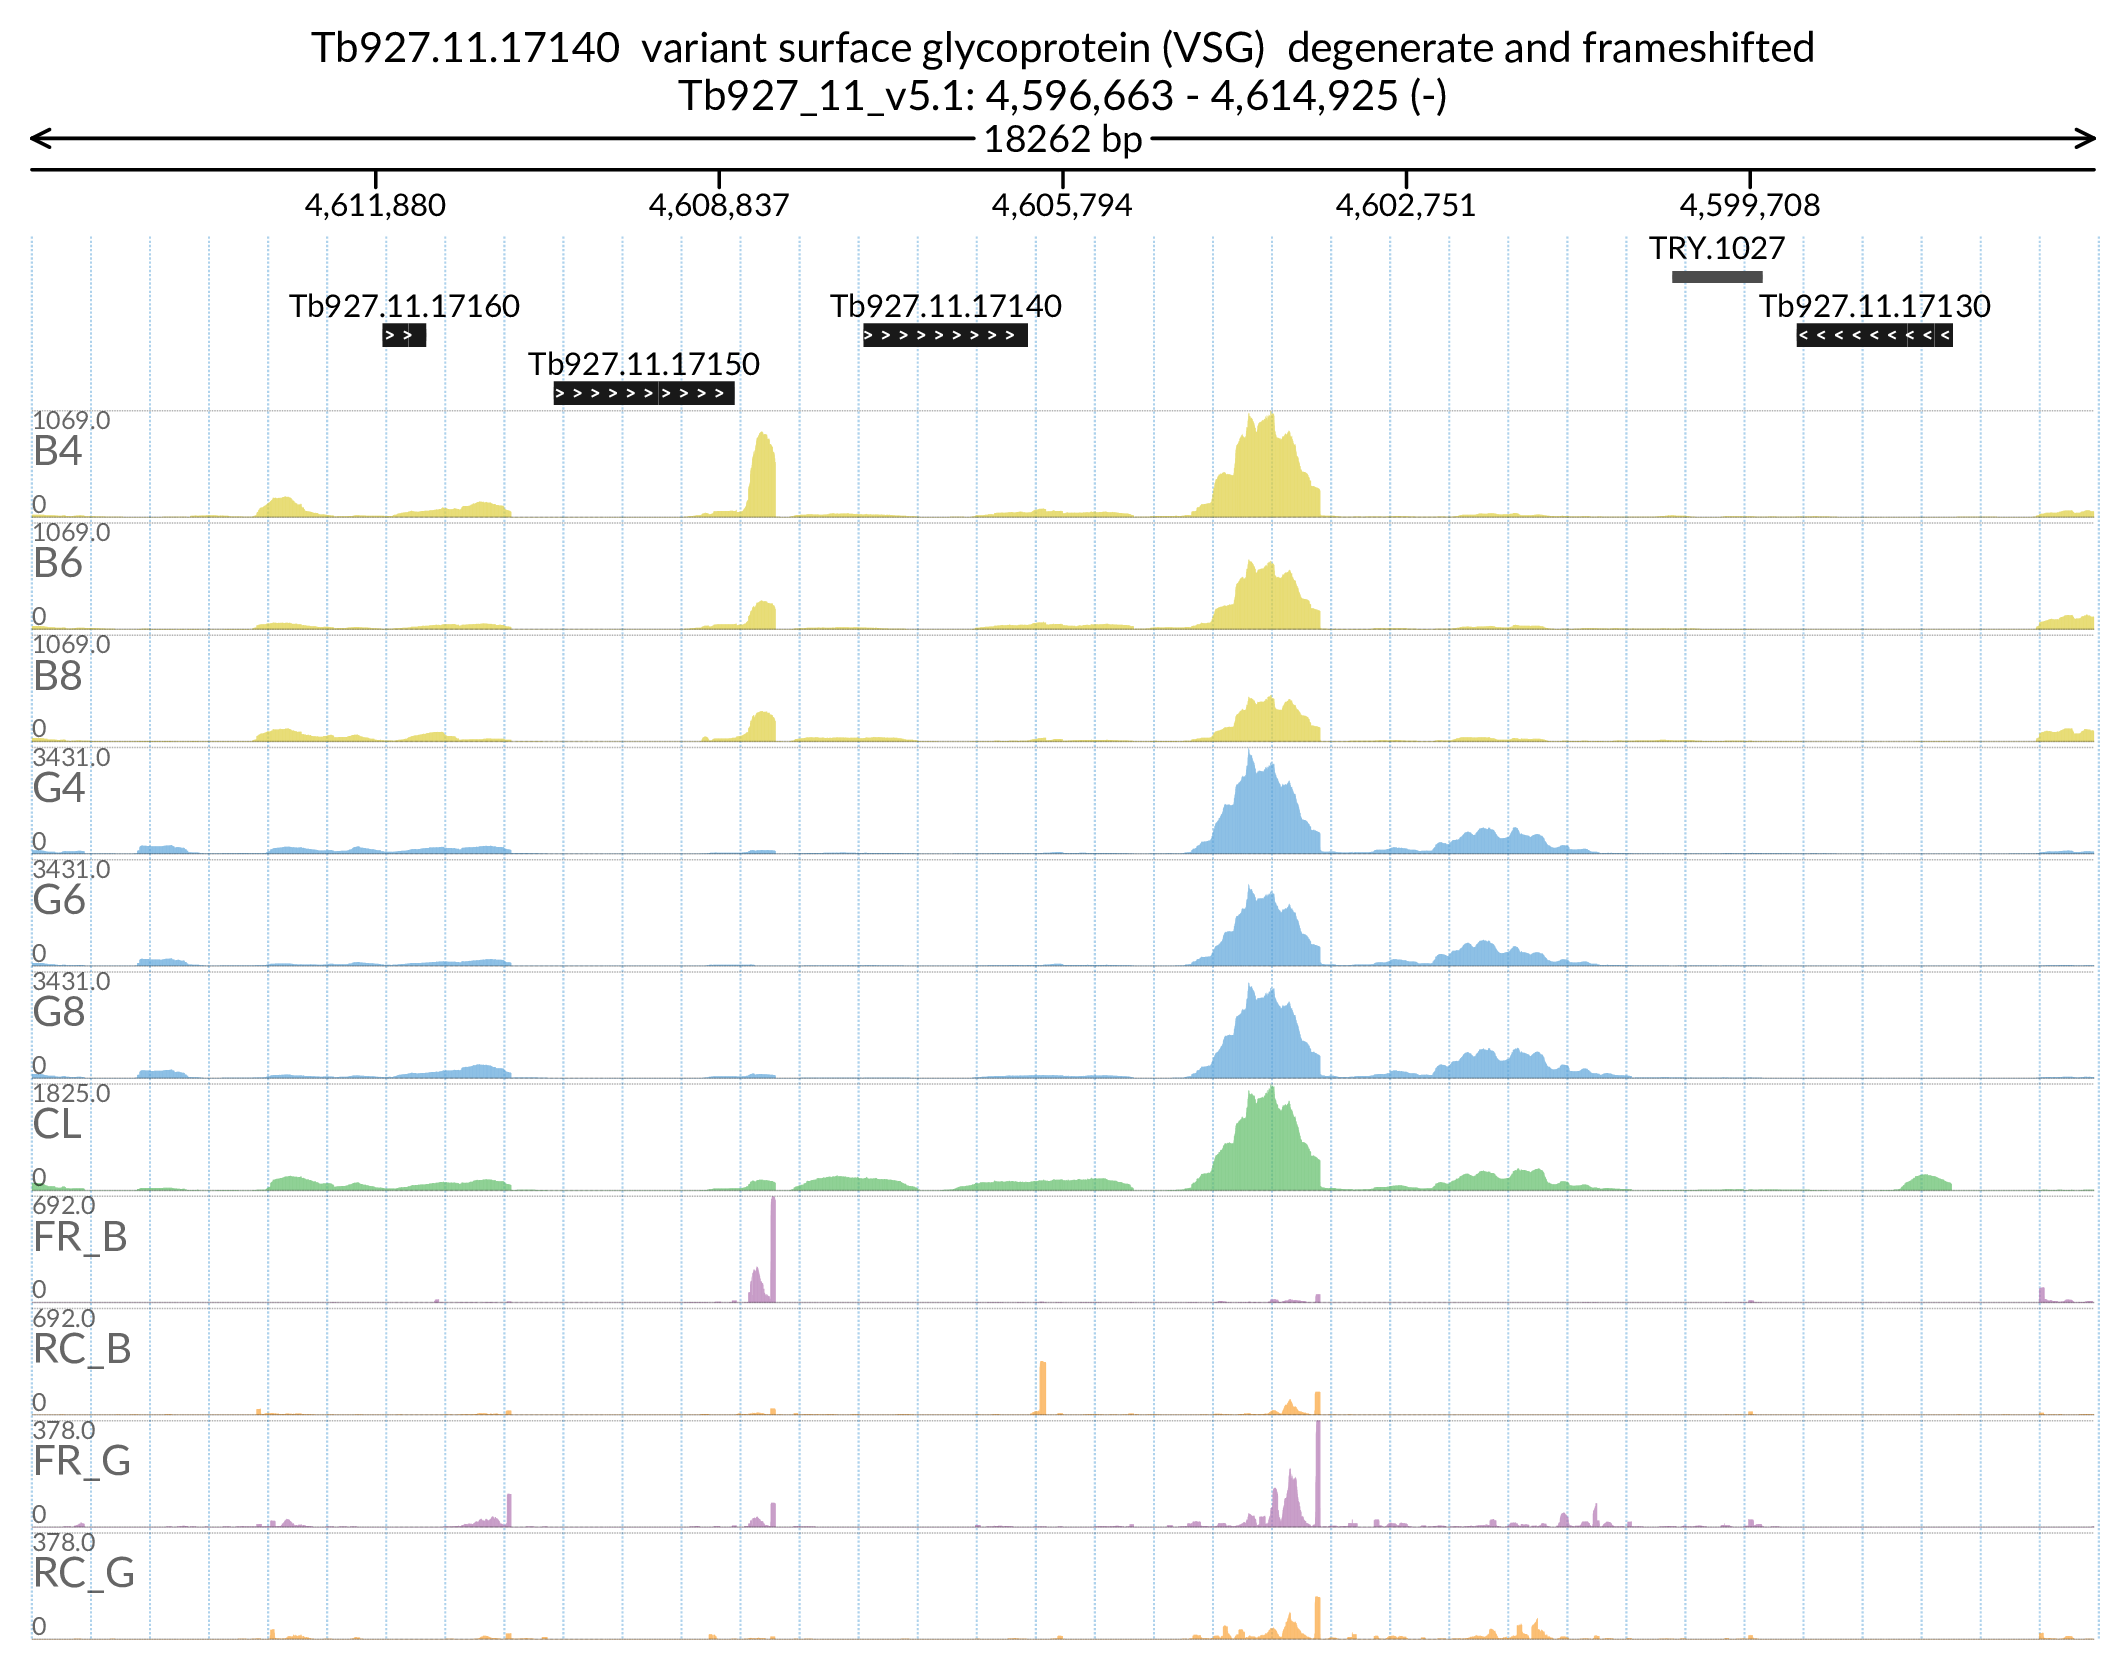 Tb927.11.17140  variant surface glycoprotein (VSG)  degenerate and frameshifted
Tb927_11_v5.1: 4,596,663 - 4,614,925 (-)
18262 bp
4,611,880 4,608,837 4,605,794 4,602,751 4,599,708
TRY.1027
Tb927.11.17160 Tb927.11.17140 Tb927.11.17130
Tb927.11.17150
1069.0
B4
0
1069.0
B6
0
1069.0
B8
0
3431.0
G4
0
3431.0
G6
0
3431.0
G8
0
1825.0
CL
0
692.0
FR_B
0
692.0
RC_B
0
378.0
FR_G
0
378.0
RC_G
0